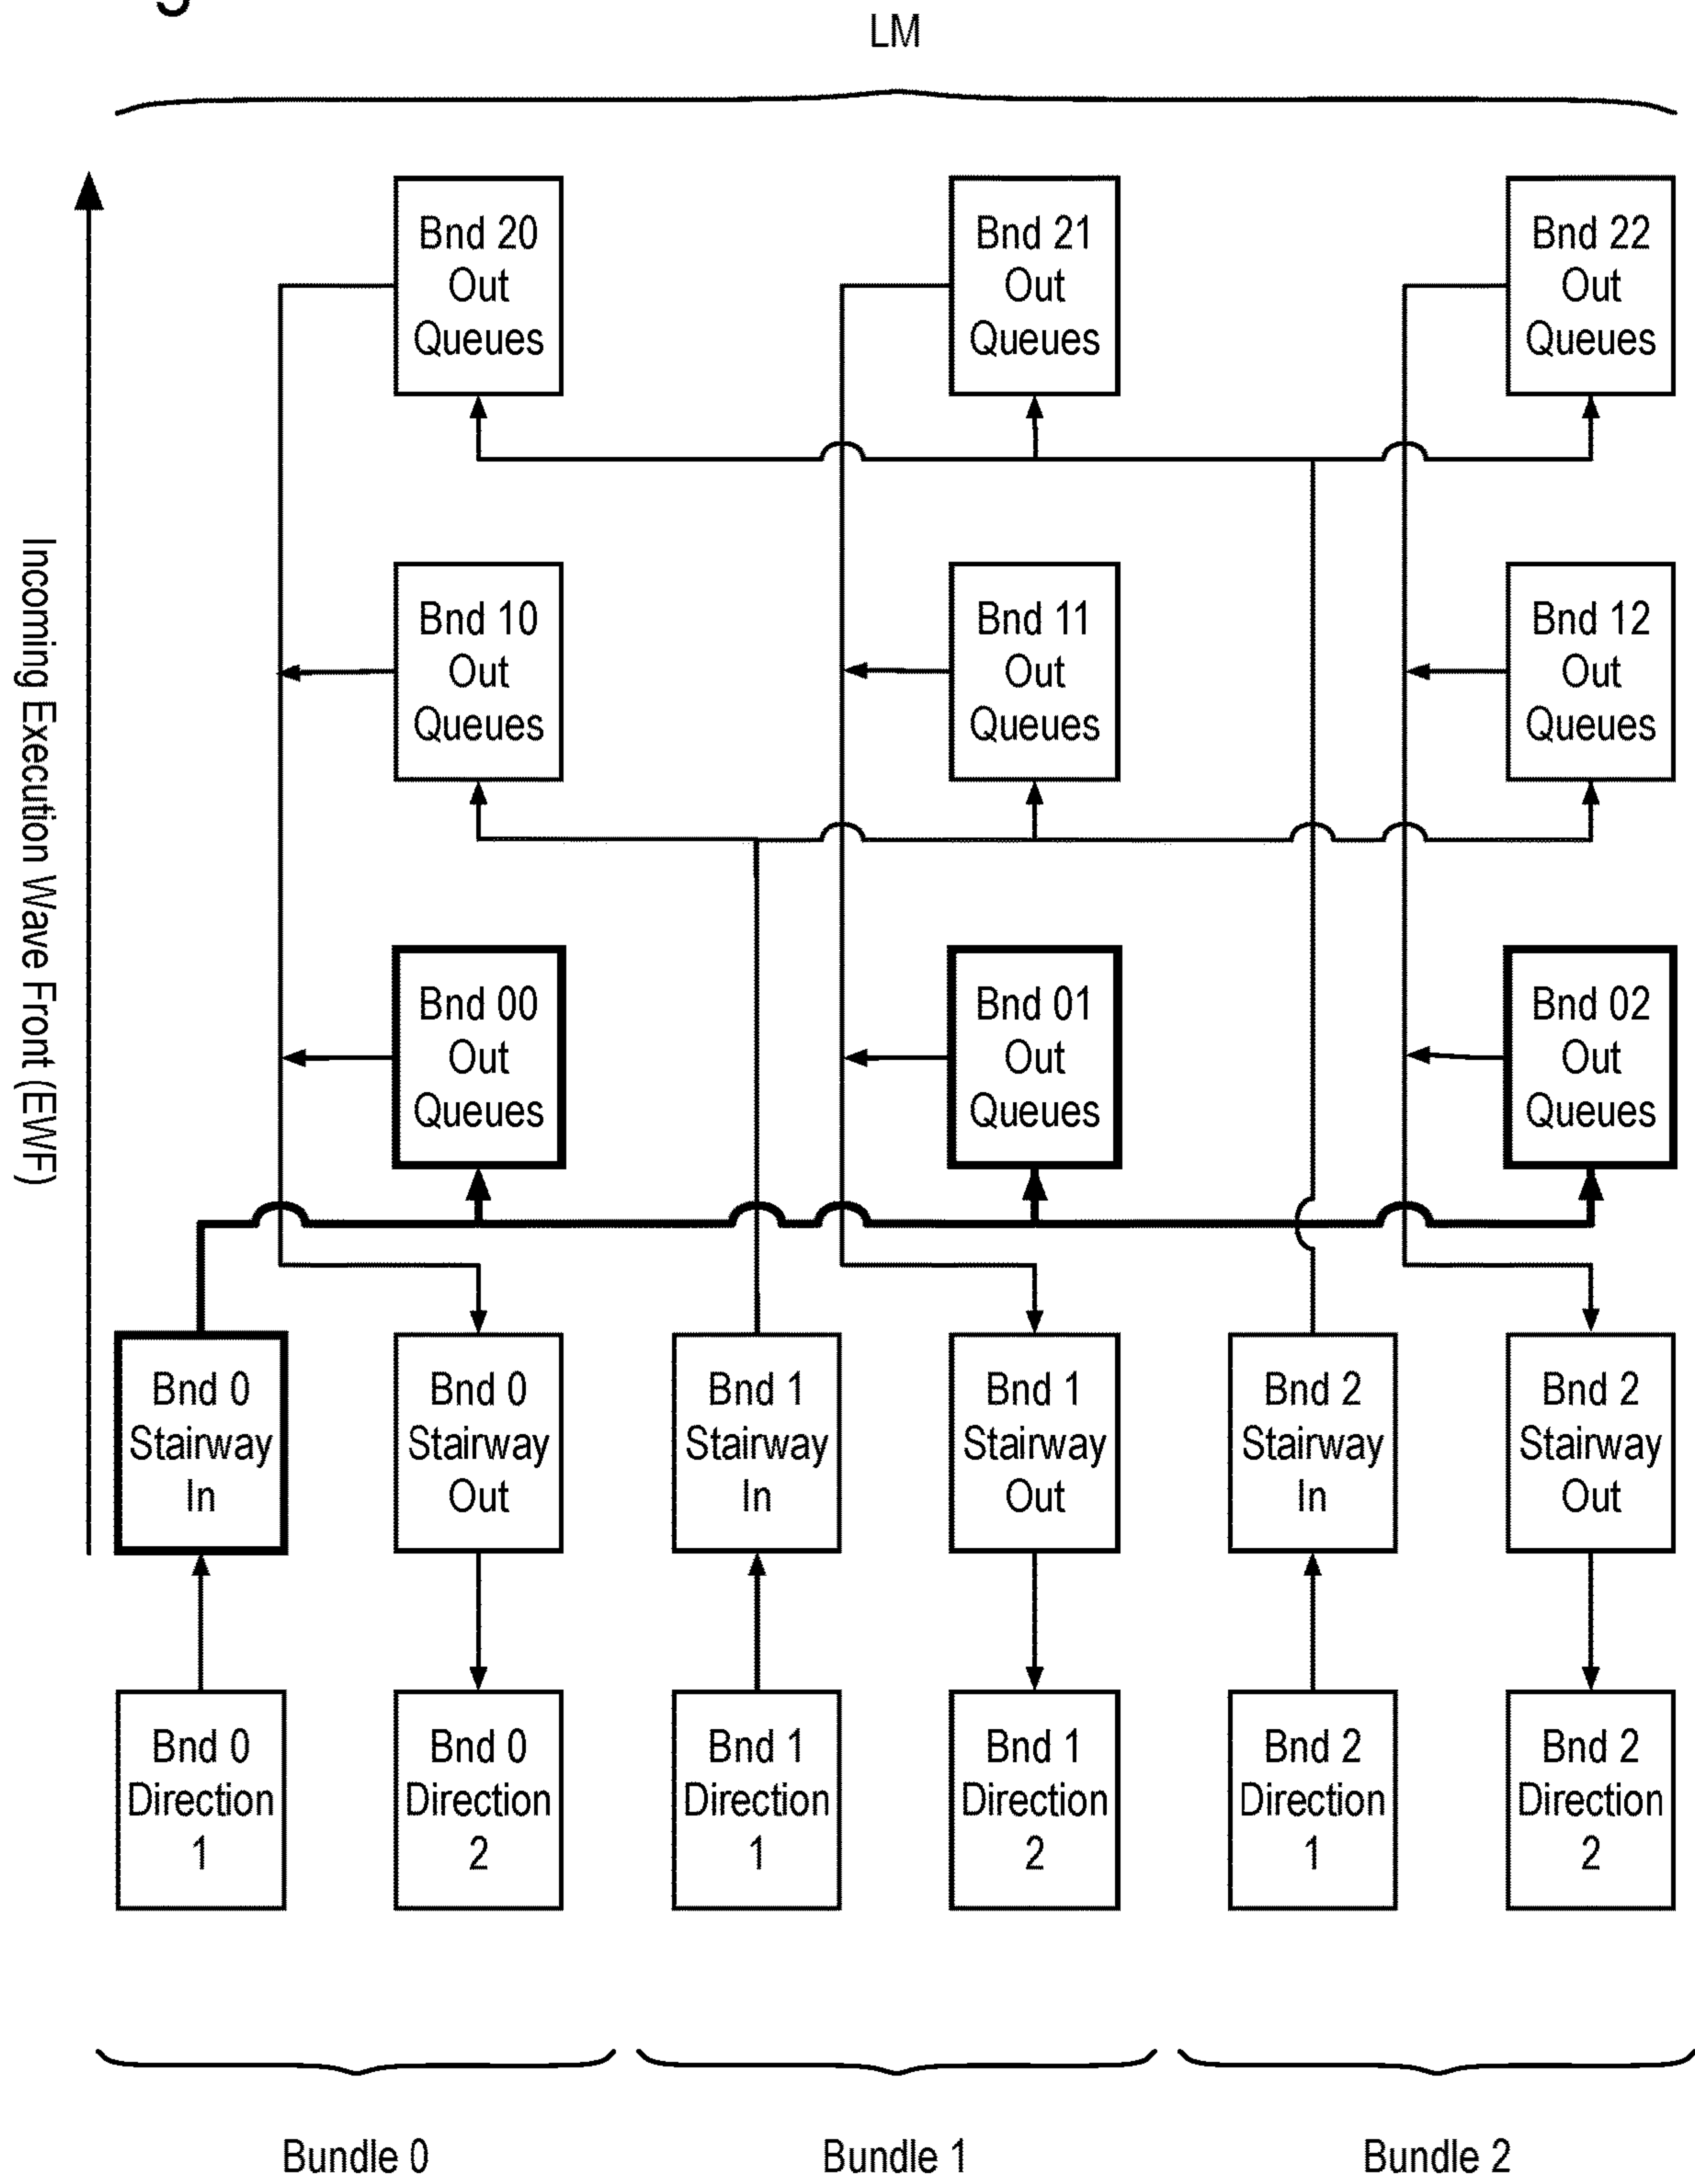 LM
Bnd 20
Out
Queues
Bnd 21
Out
Queues
Bnd 22
Out
Queues
Incoming Execution Wave Front (EWF)
Bnd 10
Out
Queues
Bnd 11
Out
Queues
Bnd 12
Out
Queues
Bnd 00
Out
Queues
Bnd 01
Out
Queues
Bnd 02
Out
Queues
Bnd 0
Stairway
In
Bnd 0
Stairway
Out
Bnd 1
Stairway
In
Bnd 1
Stairway
Out
Bnd 2
Stairway
In
Bnd 2
Stairway
Out
Bnd 0
Direction
1
Bnd 0
Direction
2
Bnd 1
Direction
1
Bnd 1
Direction
2
Bnd 2
Direction
1
Bnd 2
Direction
2
Bundle 0
Bundle 1
Bundle 2